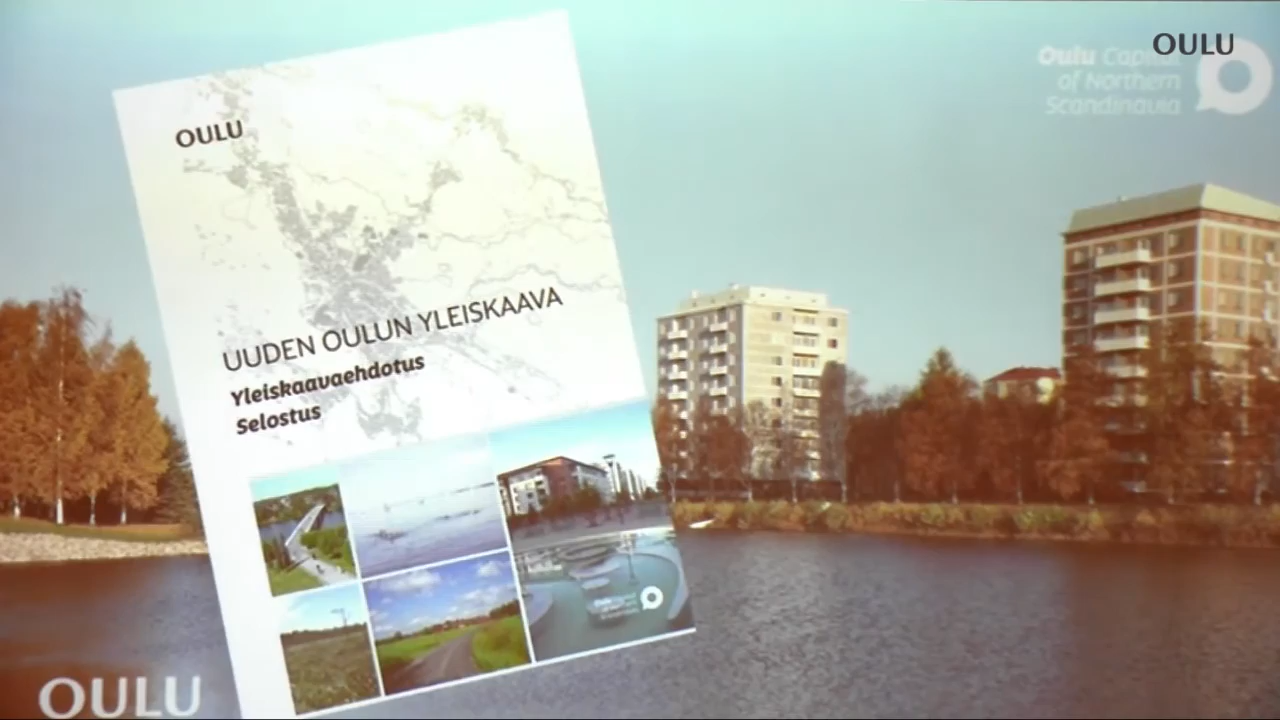 OULU
Oulu Capital
of Northern
Scandinavia
OULU
UUDEN OULUN YLEISKAAVA
Yleiskaavaehdotus
Selostus
OULU